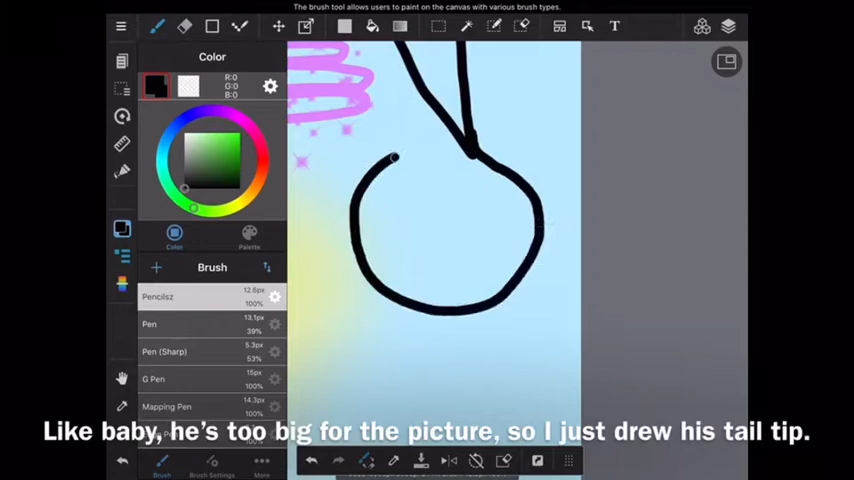 The brush tool allows users to paint on the canvas with various brush types.
T
Color
R:0
G:0
B:0
Color
Palette
Brush
Pencilsz
12.6px
100%
Pen
13.1px
39%
Pen (Sharp)
5.3px
53%
G Pen
15px
100%
Mapping Pen
14.3px
100%
Like baby, he's too big for the picture, so I just drew his tail tip.
Brush
Brush Settings
More